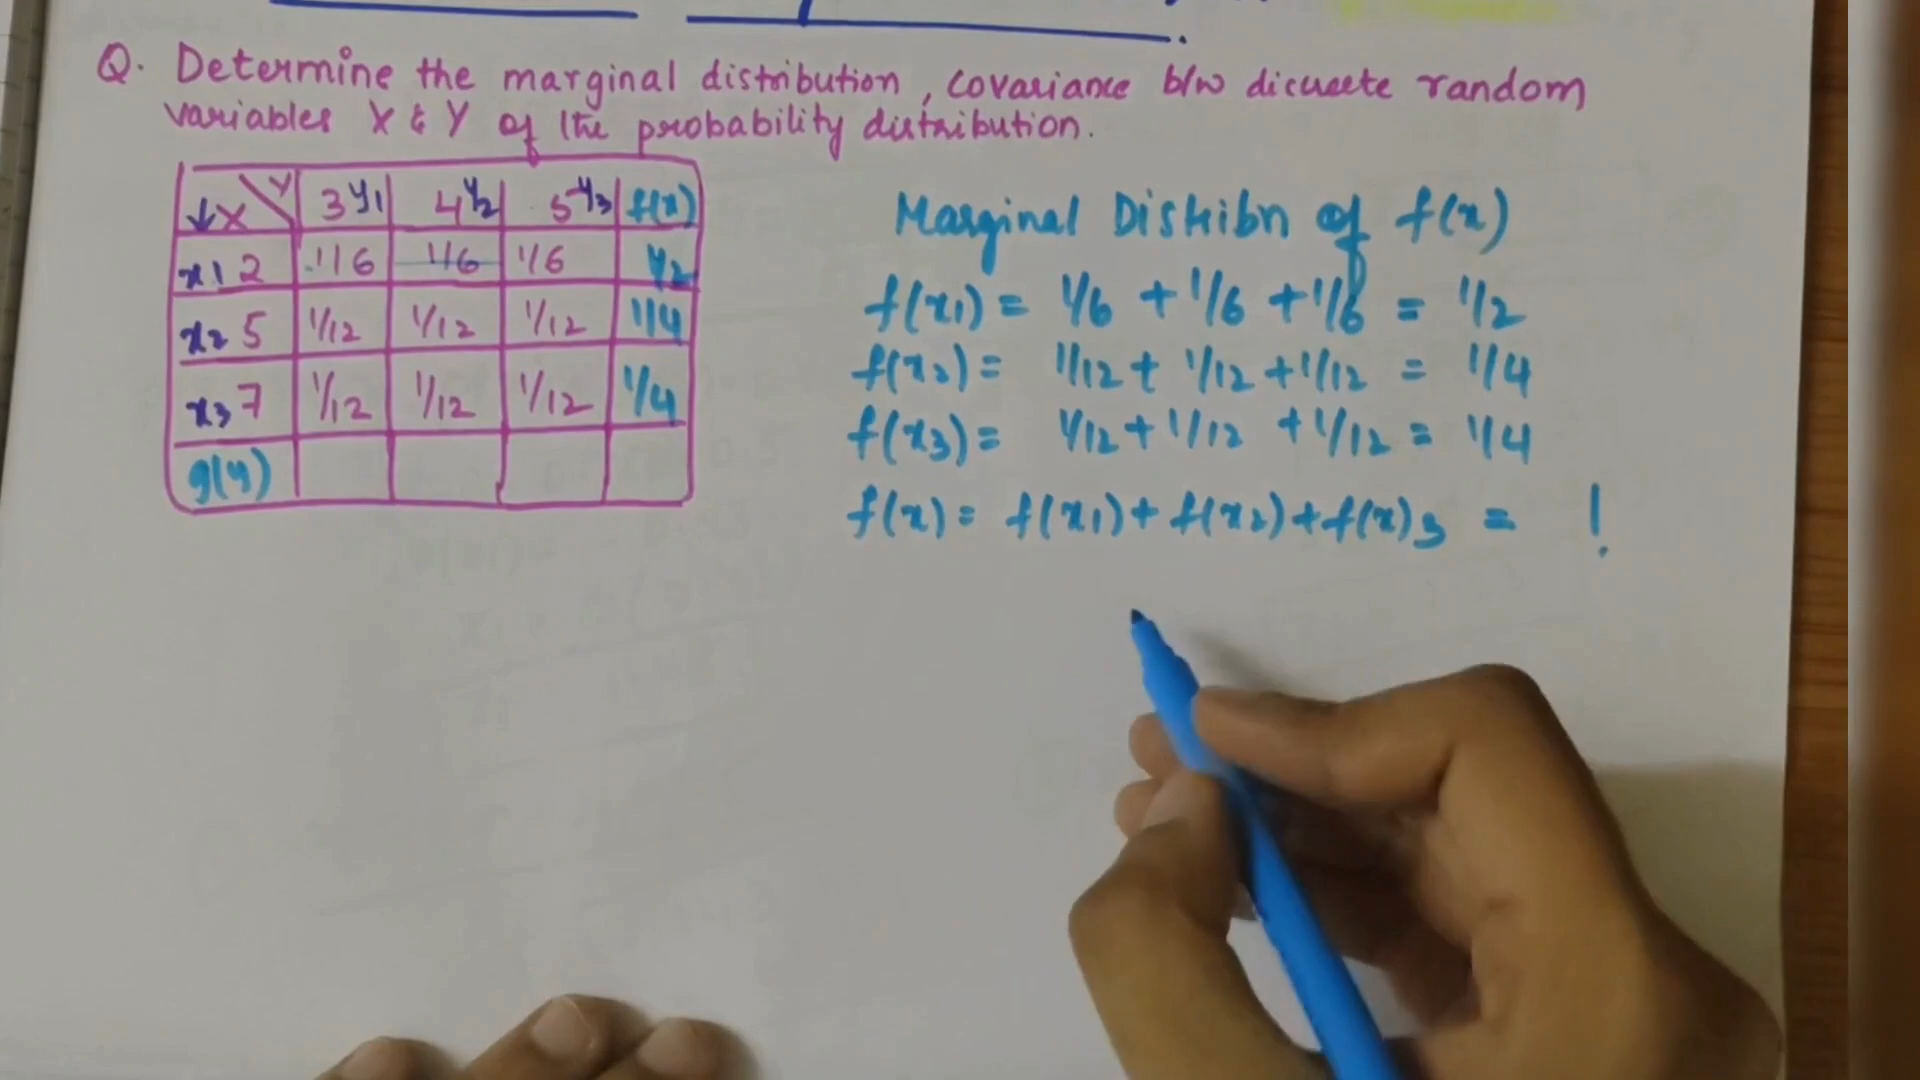 Q. Determine the marginal distribution, covariance b/w discrete random
variables X & Y of the probability distribution.
↓X \ Y 3 y1 4 y2 5 y3 f(x)
x1 2 1/6 1/6 1/6 1/2
x2 5 1/12 1/12 1/12 1/4
x3 7 1/12 1/12 1/12 1/4
g(y)
Marginal Distribn of f(x)
f(x1) = 1/6 + 1/6 + 1/6 = 1/2
f(x2) = 1/12 + 1/12 + 1/12 = 1/4
f(x3) = 1/12 + 1/12 + 1/12 = 1/4
f(x) = f(x1) + f(x2) + f(x)3 = 1.